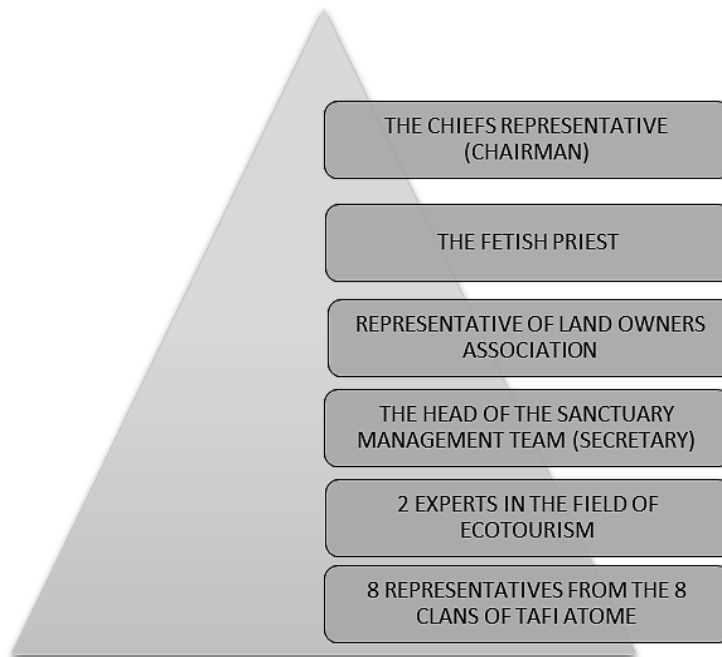 THE CHIEFS REPRESENTATIVE
(CHAIRMAN)
THE FETISH PRIEST
REPRESENTATIVE OF LAND OWNERS
ASSOCIATION
THE HEAD OF THE SANCTUARY
MANAGEMENT TEAM (SECRETARY)
2 EXPERTS IN THE FIELD OF
ECOTOURISM
8 REPRESENTATIVES FROM THE 8
CLANS OF TAFI ATOME